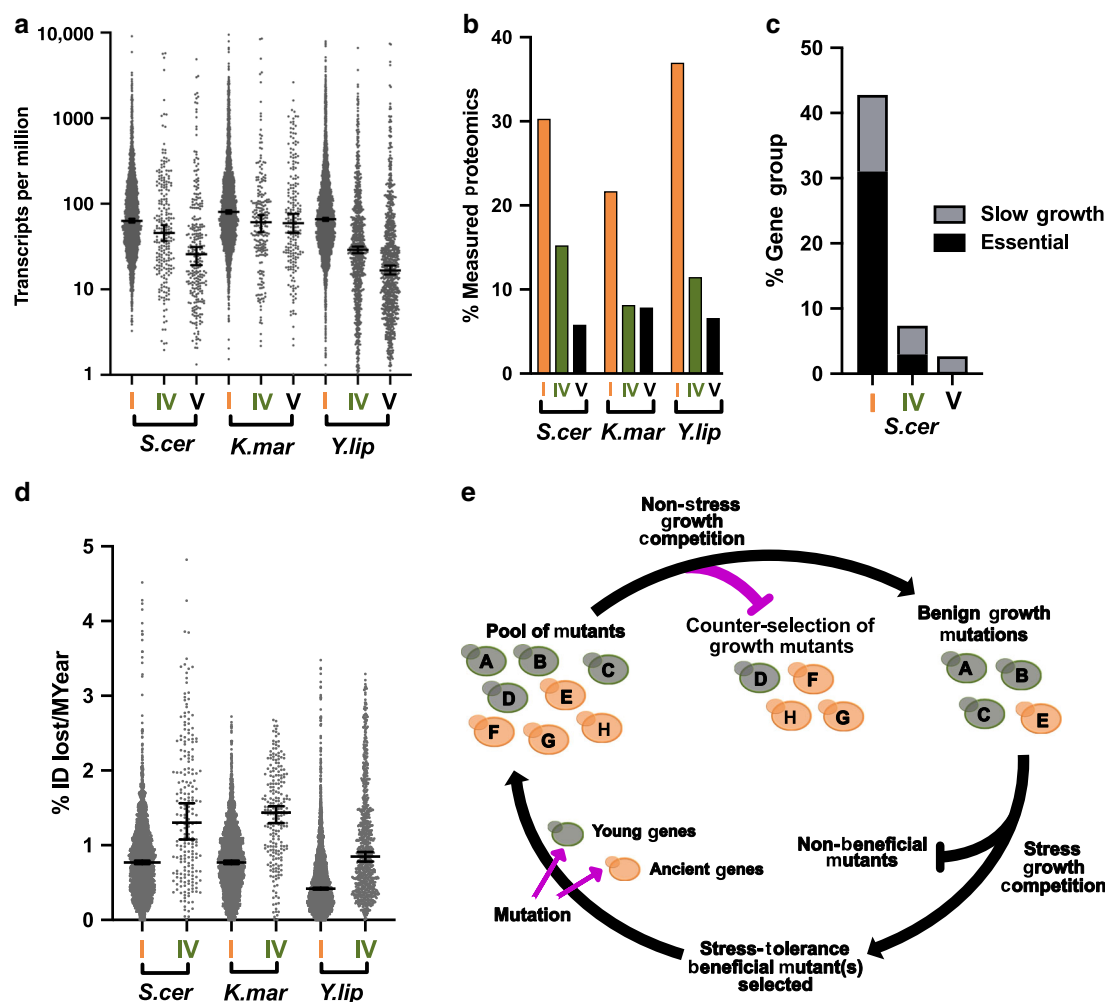 a
10,000
1000
100
10
1
Transcripts per million
I IV V I IV V I IV V
S.cer K.mar Y.lip
b
40
30
20
10
0
% Measured proteomics
I IV V I IV V I IV V
S.cer K.mar Y.lip
c
50
40
30
20
10
0
% Gene group
Slow growth
Essential
I IV V
S.cer
d
5
4
3
2
1
0
% ID lost/MYear
I IV I IV I IV
S.cer K.mar Y.lip
e
Non-stress
growth
competition
Pool of mutants
A B C
D E
F G H
Counter-selection of
growth mutants
D F
H G
Benign growth
mutations
A B
C E
Young genes
Ancient genes
Mutation
Non-beneficial
mutants
Stress
growth
competition
Stress-tolerance
beneficial mutant(s)
selected